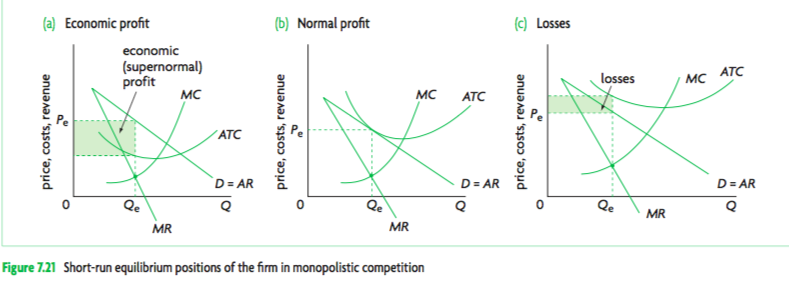 (a) Economic profit
economic
(supernormal)
profit
price, costs, revenue
Pe
MC
ATC
D = AR
0
Qe
Q
MR
(b) Normal profit
price, costs, revenue
Pe
MC
ATC
D = AR
0
Qe
Q
MR
(c) Losses
losses
price, costs, revenue
Pe
MC
ATC
D = AR
0
Qe
Q
MR
Figure 7.21 Short-run equilibrium positions of the firm in monopolistic competition